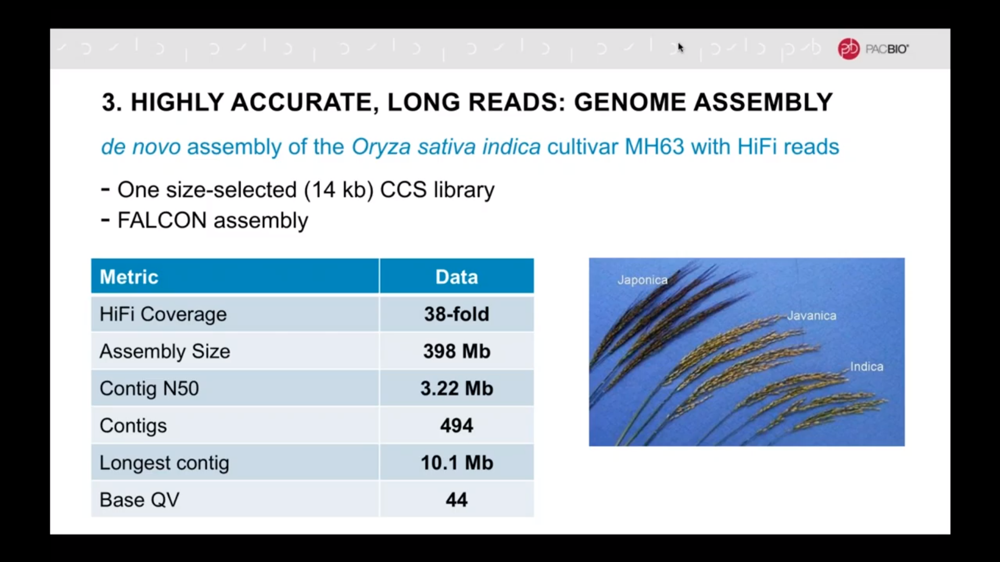 PACBIO®
3. HIGHLY ACCURATE, LONG READS: GENOME ASSEMBLY
de novo assembly of the Oryza sativa indica cultivar MH63 with HiFi reads
- One size-selected (14 kb) CCS library
- FALCON assembly
Metric Data
HiFi Coverage 38-fold
Assembly Size 398 Mb
Contig N50 3.22 Mb
Contigs 494
Longest contig 10.1 Mb
Base QV 44
Japonica
Javanica
Indica